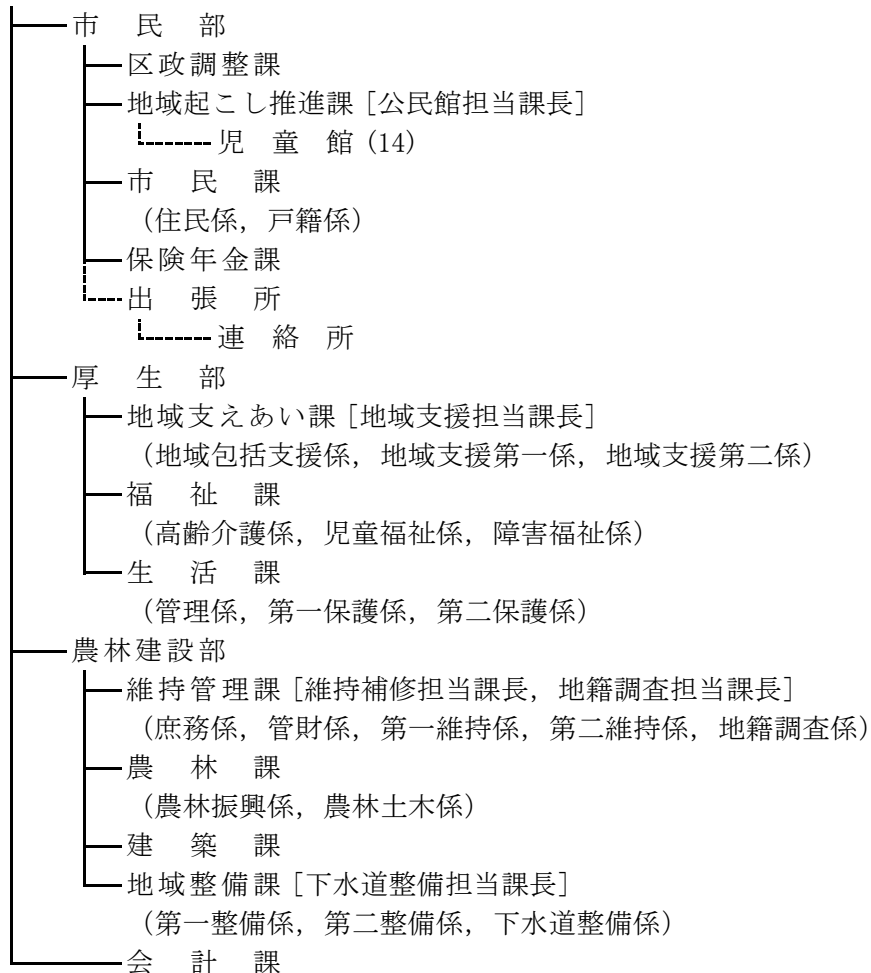 市民部
区政調整課
地域起こし推進課［公民館担当課長］
児童館(14)
市民課
（住民係，戸籍係）
保険年金課
出張所
連絡所
厚生部
地域支えあい課［地域支援担当課長］
（地域包括支援係，地域支援第一係，地域支援第二係）
福祉課
（高齢介護係，児童福祉係，障害福祉係）
生活課
（管理係，第一保護係，第二保護係）
農林建設部
維持管理課［維持補修担当課長，地籍調査担当課長］
（庶務係，管財係，第一維持係，第二維持係，地籍調査係）
農林課
（農林振興係，農林土木係）
建築課
地域整備課［下水道整備担当課長］
（第一整備係，第二整備係，下水道整備係）
会計課